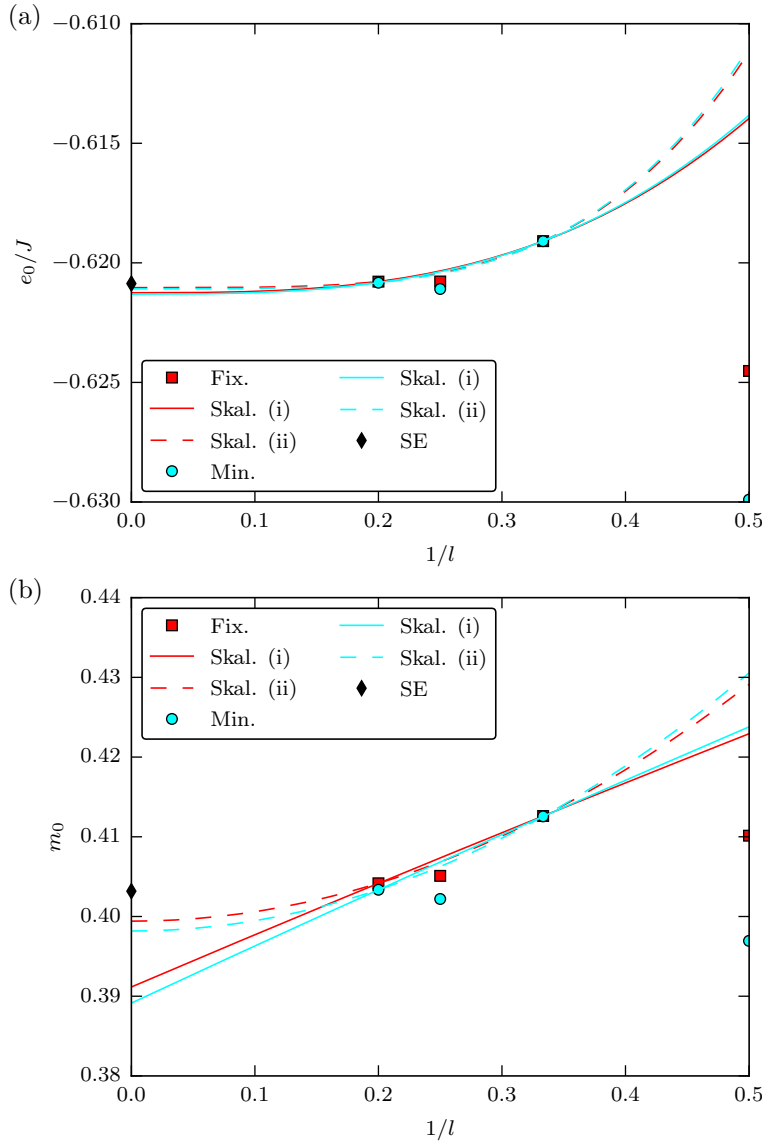 (a)
−0.610
−0.615
−0.620
−0.625
−0.630
e₀/J
Fix.
Skal. (i)
Skal. (ii)
Min.
Skal. (i)
Skal. (ii)
SE
0.0 0.1 0.2 0.3 0.4 0.5
1/l
(b)
0.44
0.43
0.42
0.41
0.40
0.39
0.38
m₀
Fix.
Skal. (i)
Skal. (ii)
Min.
Skal. (i)
Skal. (ii)
SE
0.0 0.1 0.2 0.3 0.4 0.5
1/l